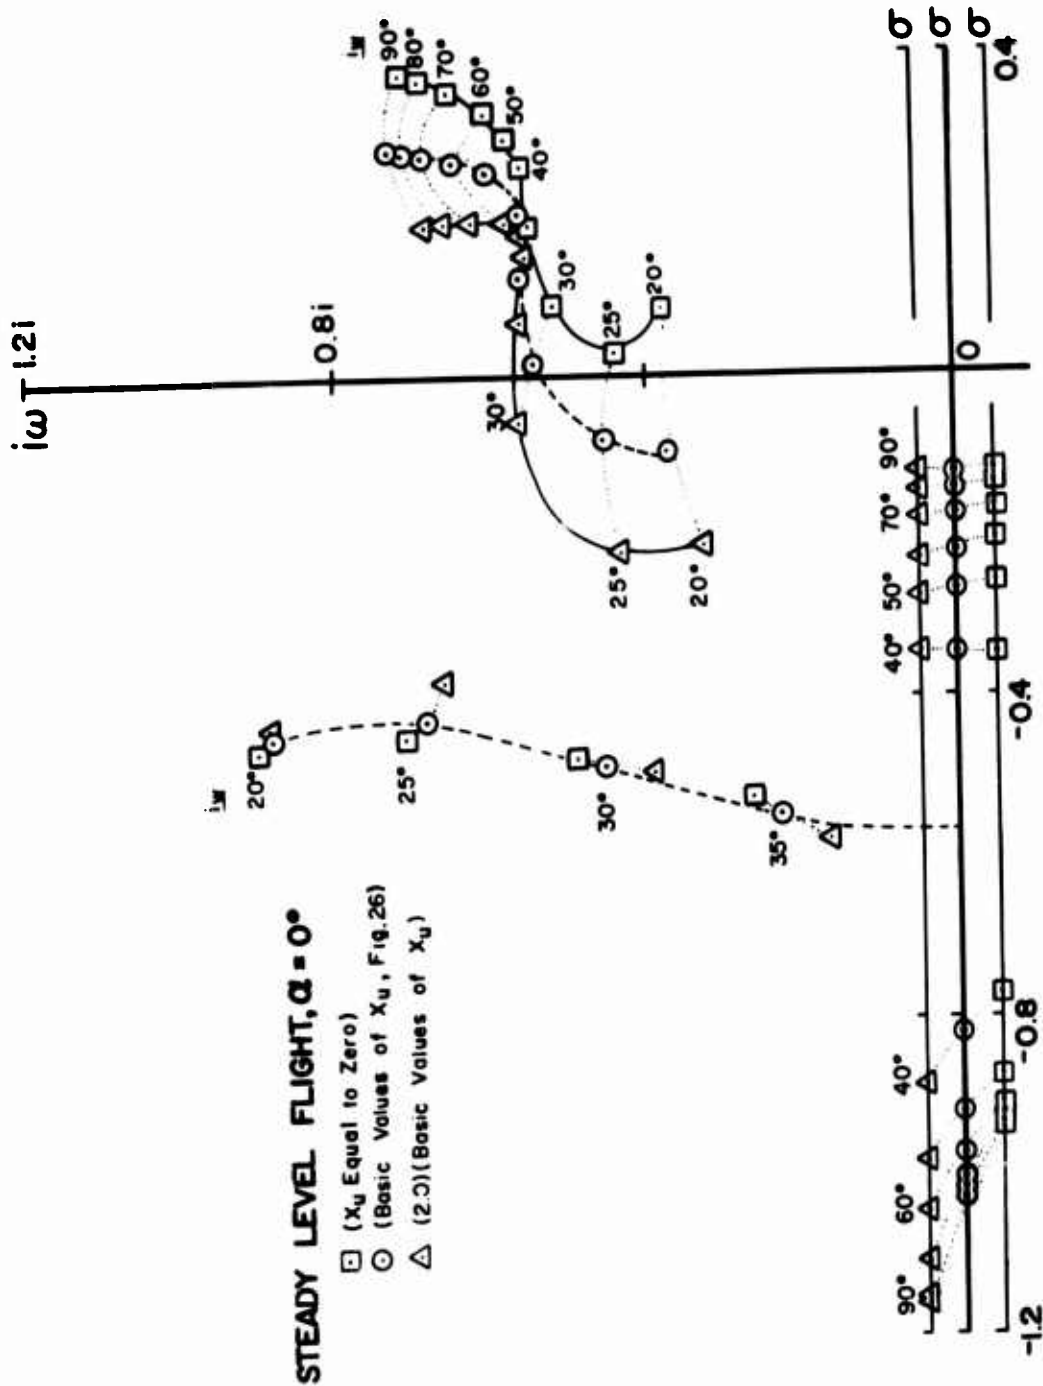 iω
1.2i
0.8i
i_w
90°
80°
70°
60°
50°
40°
30°
25°
20°
30°
25°
20°
i_w
20°
25°
30°
35°
STEADY LEVEL FLIGHT, α = 0°
⊡ (X_u Equal to Zero)
⊙ (Basic Values of X_u, Fig. 26)
△ (2.0)(Basic Values of X_u)
90°
60°
40°
40°
50°
70°
90°
σ
σ
σ
-1.2
-0.8
-0.4
0
0.4